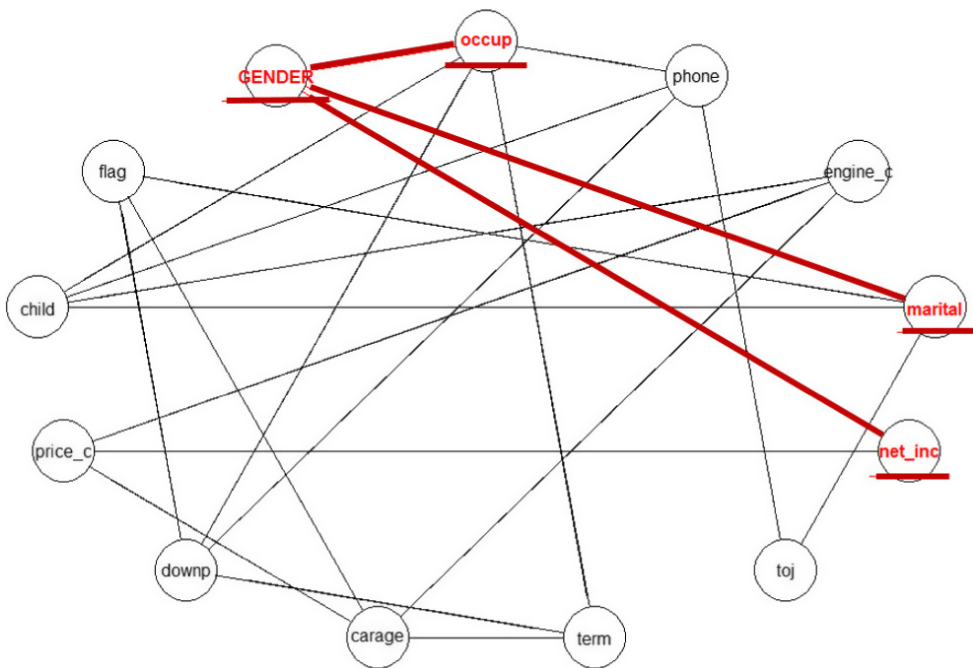 occup
GENDER
phone
flag
engine_c
child
marital
price_c
net_inc
downp
toj
carage
term